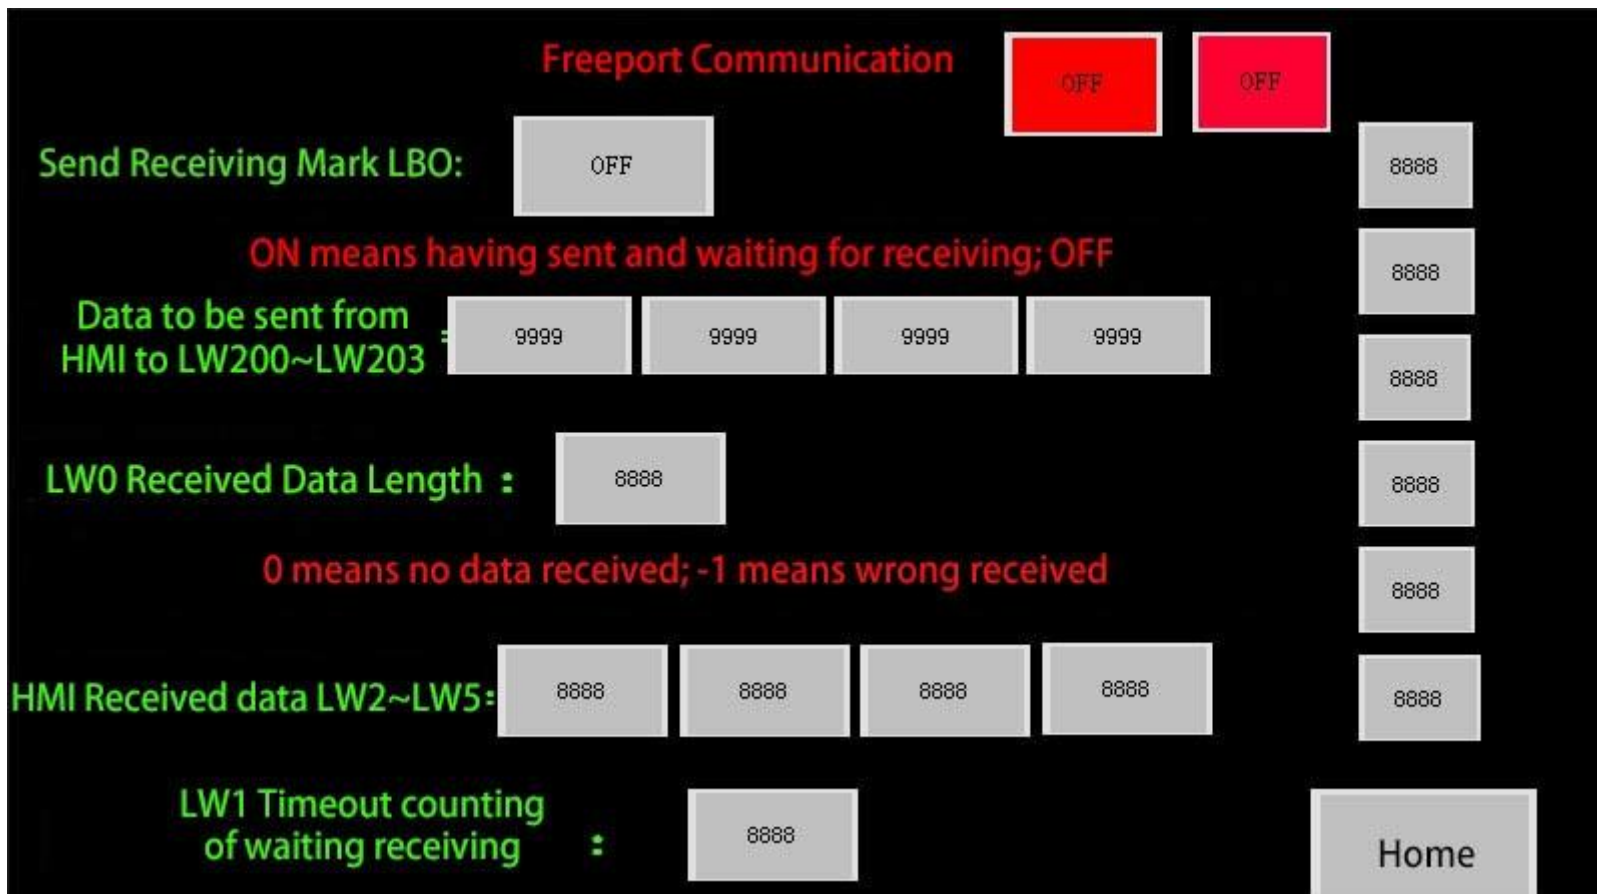 Freeport Communication
OFF
OFF
Send Receiving Mark LBO:
OFF
8888
ON means having sent and waiting for receiving; OFF
8888
Data to be sent from
HMI to LW200~LW203
:
9999
9999
9999
9999
8888
LW0 Received Data Length :
8888
8888
0 means no data received; -1 means wrong received
8888
HMI Received data LW2~LW5:
8888
8888
8888
8888
8888
LW1 Timeout counting
of waiting receiving :
8888
Home